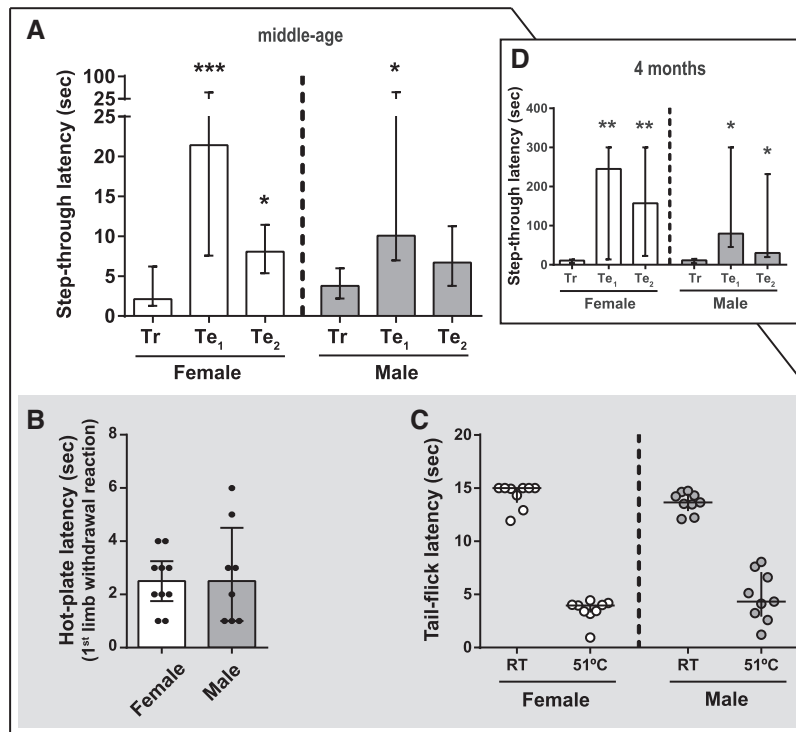 A
middle-age
Step-through latency (sec)
100
25
25
20
15
10
5
0
***
*
*
Tr Te₁ Te₂ Tr Te₁ Te₂
Female Male
D
4 months
Step-through latency (sec)
400
300
200
100
0
** ** * *
Tr Te₁ Te₂ Tr Te₁ Te₂
Female Male
B
Hot-plate latency (sec)
(1st limb withdrawal reaction)
8
6
4
2
0
Female Male
C
Tail-flick latency (sec)
20
15
10
5
0
RT 51ºC RT 51ºC
Female Male